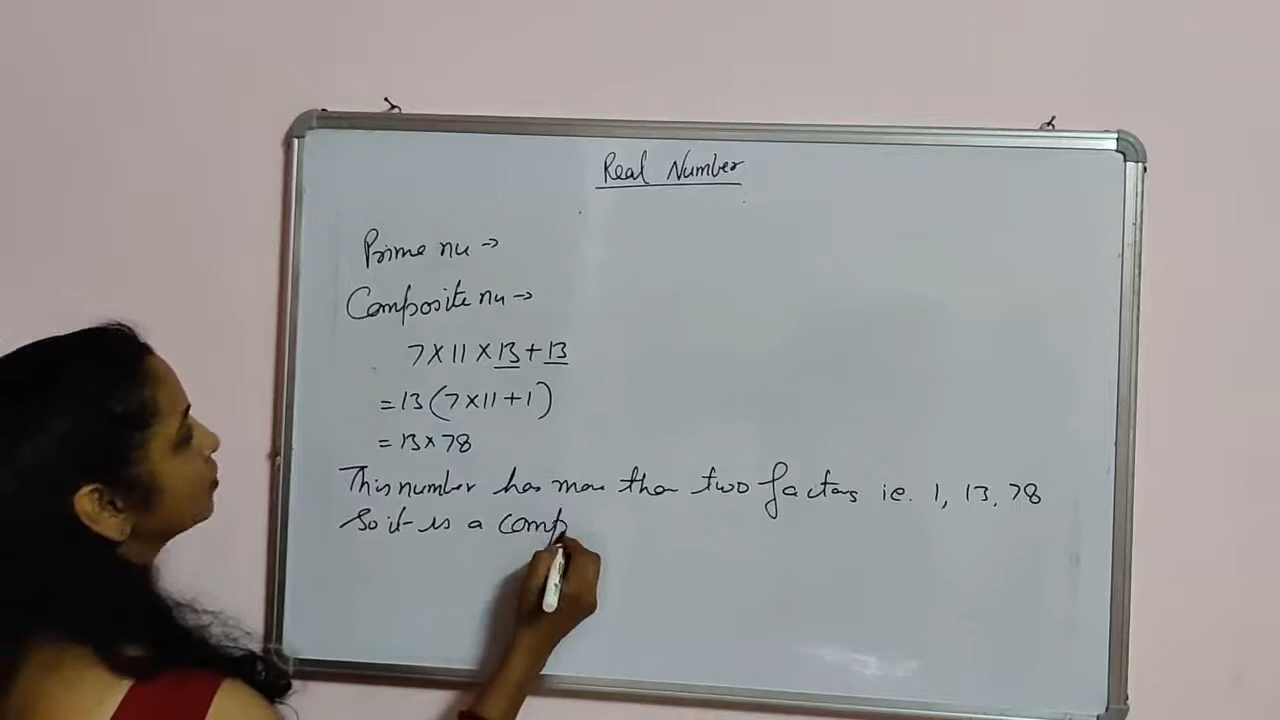 Real Number
Prime nu →
Composite nu →
7 × 11 × 13 + 13
= 13 (7 × 11 + 1)
= 13 × 78
This number has more than two factors ie. 1, 13, 78
So it is a comp